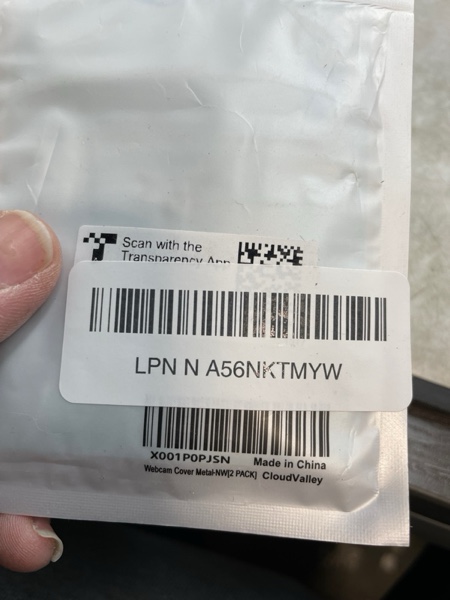 Scan with the
Transparency App
LPN N A56NKTMYW
X001P0PJSN Made in China
Webcam Cover Metal-NW[2 PACK] CloudValley